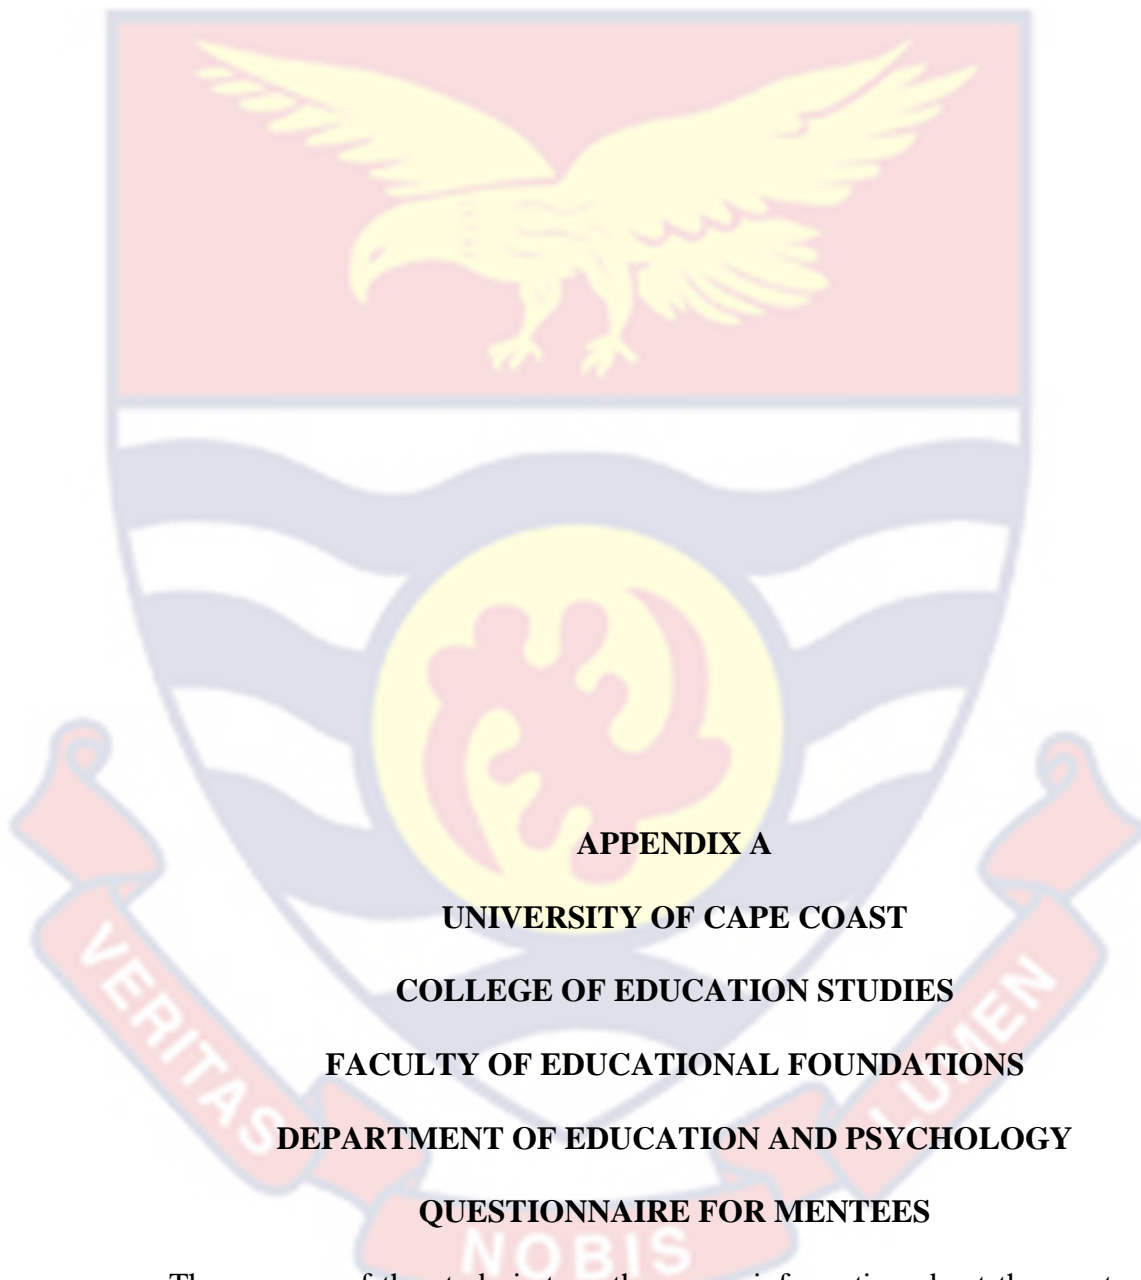 APPENDIX A
UNIVERSITY OF CAPE COAST
COLLEGE OF EDUCATION STUDIES
FACULTY OF EDUCATIONAL FOUNDATIONS
DEPARTMENT OF EDUCATION AND PSYCHOLOGY
QUESTIONNAIRE FOR MENTEES
VERITAS
NOBIS
LUMEN